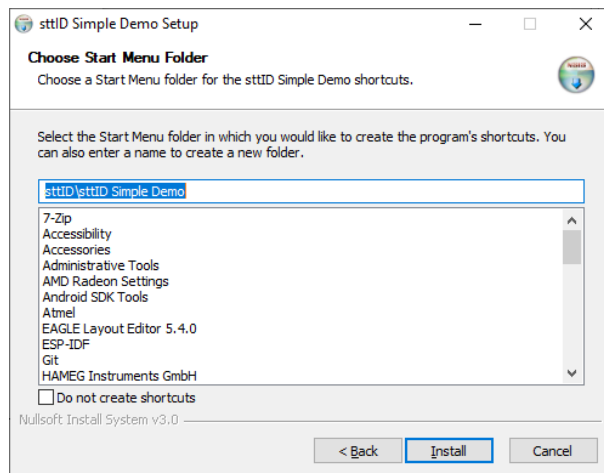 sttID Simple Demo Setup
Choose Start Menu Folder
Choose a Start Menu folder for the sttID Simple Demo shortcuts.
Select the Start Menu folder in which you would like to create the program's shortcuts. You
can also enter a name to create a new folder.
sttID\sttID Simple Demo
7-Zip
Accessibility
Accessories
Administrative Tools
AMD Radeon Settings
Android SDK Tools
Atmel
EAGLE Layout Editor 5.4.0
ESP-IDF
Git
HAMEG Instruments GmbH
Do not create shortcuts
Nullsoft Install System v3.0
< Back Install Cancel